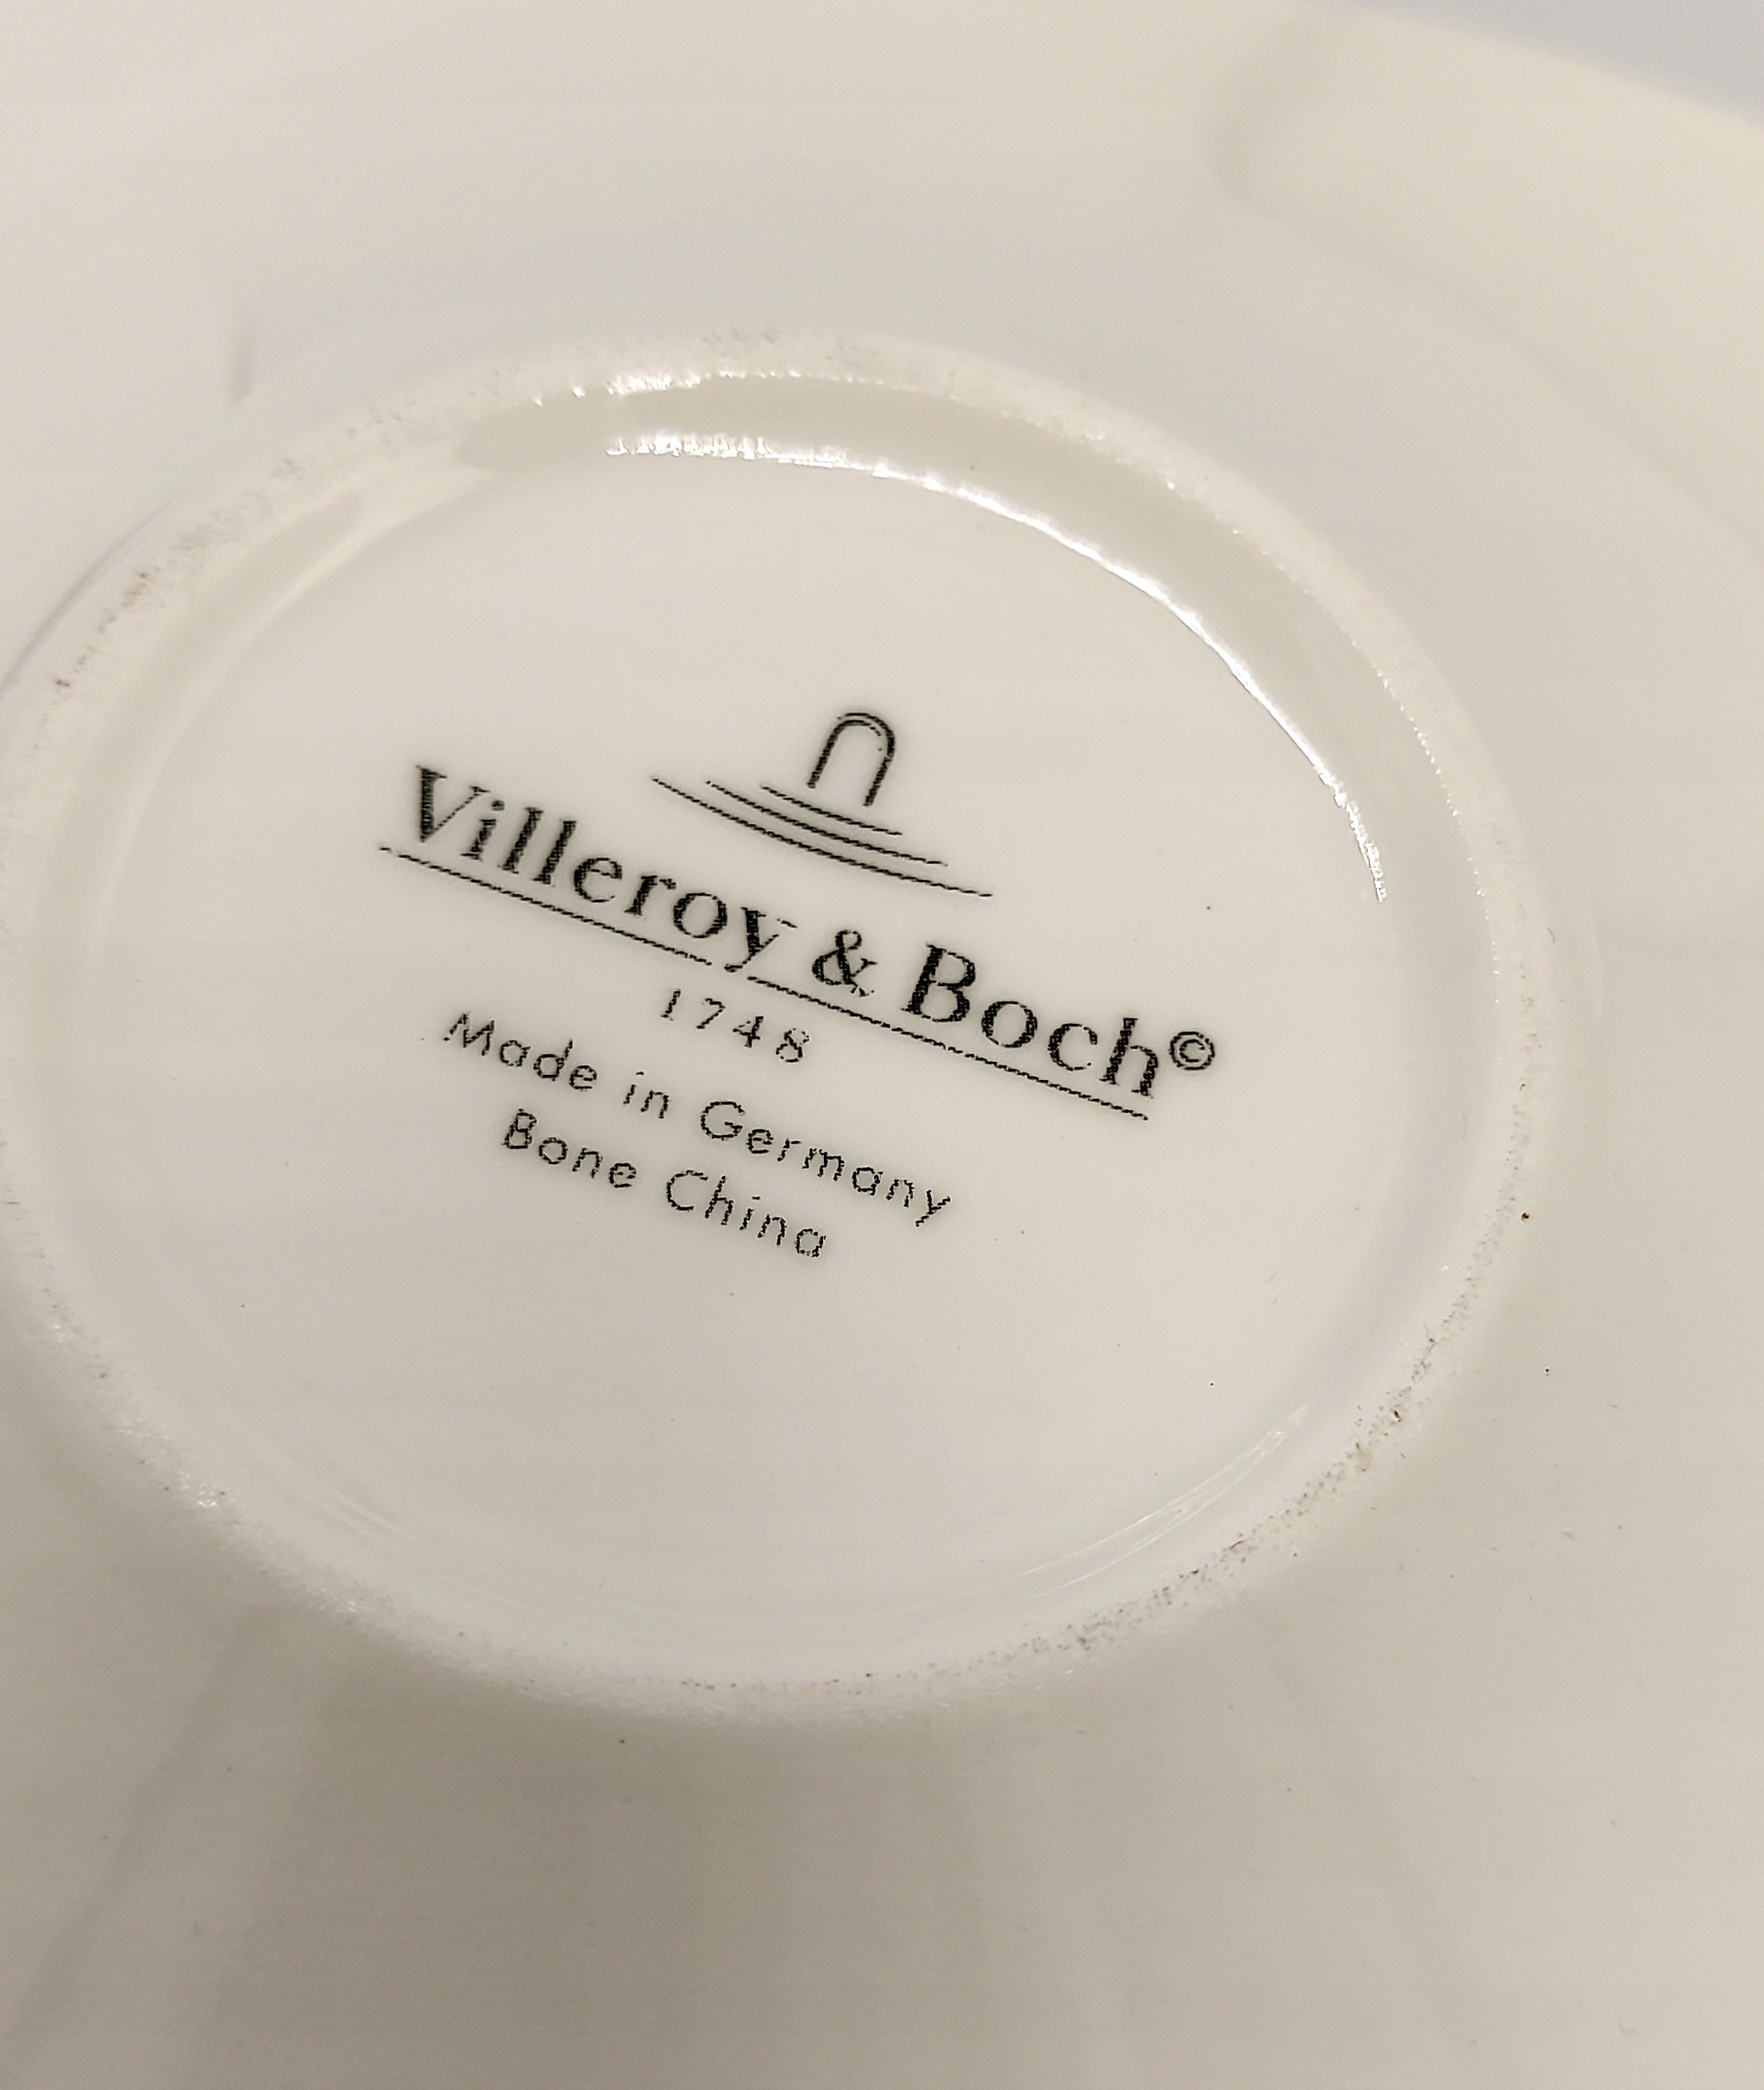 Villeroy & Boch©
1748
Made in Germany
Bone China